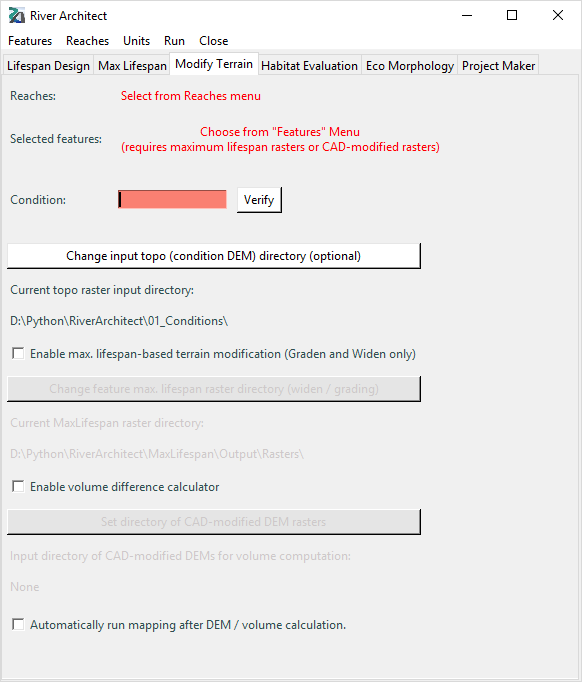 River Architect
Features Reaches Units Run Close
Lifespan Design Max Lifespan Modify Terrain Habitat Evaluation Eco Morphology Project Maker
Reaches: Select from Reaches menu
Selected features: Choose from "Features" Menu
(requires maximum lifespan rasters or CAD-modified rasters)
Condition: Verify
Change input topo (condition DEM) directory (optional)
Current topo raster input directory:
D:\Python\RiverArchitect\01_Conditions\
Enable max. lifespan-based terrain modification (Graden and Widen only)
Change feature max. lifespan raster directory (widen / grading)
Current MaxLifespan raster directory:
D:\Python\RiverArchitect\MaxLifespan\Output\Rasters\
Enable volume difference calculator
Set directory of CAD-modified DEM rasters
Input directory of CAD-modified DEMs for volume computation:
None
Automatically run mapping after DEM / volume calculation.